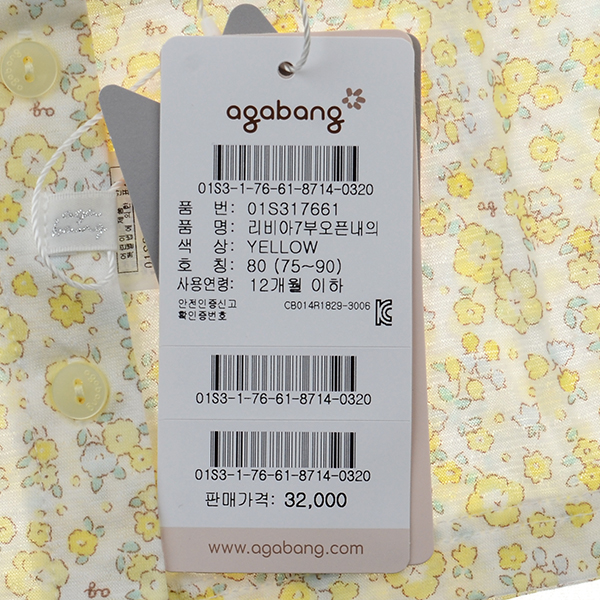 agabang
01S3-1-76-61-8714-0320
품 번: 01S317661
품 명: 리비아7부오픈내의
색 상: YELLOW
호 칭: 80 (75~90)
사용연령: 12개월 이하
안전인증신고
확인증번호 CB014R1829-3006
01S3-1-76-61-8714-0320
01S3-1-76-61-8714-0320
판매가격: 32,000
www.agabang.com